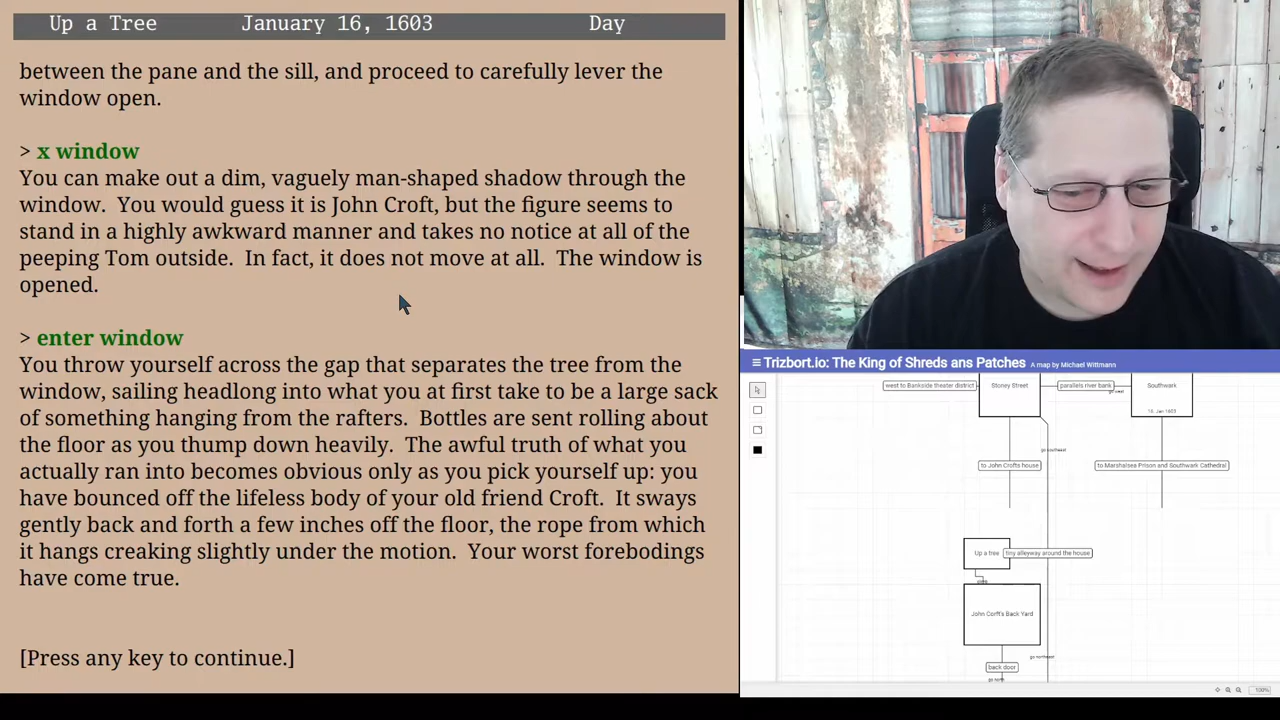 Up a Tree January 16, 1603 Day
between the pane and the sill, and proceed to carefully lever the
window open.
> x window
You can make out a dim, vaguely man-shaped shadow through the
window. You would guess it is John Croft, but the figure seems to
stand in a highly awkward manner and takes no notice at all of the
peeping Tom outside. In fact, it does not move at all. The window is
opened.
> enter window
You throw yourself across the gap that separates the tree from the
window, sailing headlong into what you at first take to be a large sack
of something hanging from the rafters. Bottles are sent rolling about
the floor as you thump down heavily. The awful truth of what you
actually ran into becomes obvious only as you pick yourself up: you
have bounced off the lifeless body of your old friend Croft. It sways
gently back and forth a few inches off the floor, the rope from which
it hangs creaking slightly under the motion. Your worst forebodings
have come true.
[Press any key to continue.]
Trizbort.io: The King of Shreds ans Patches A map by Michael Wittmann
west to Bankside theater district
Stoney Street
parallels river bank
Southwark
go west
16. Jan 1603
go southeast
to John Crofts house
to Marshalsea Prison and Southwark Cathedral
Up a tree
tiny alleyway around the house
John Corft's Back Yard
go northeast
back door
100%